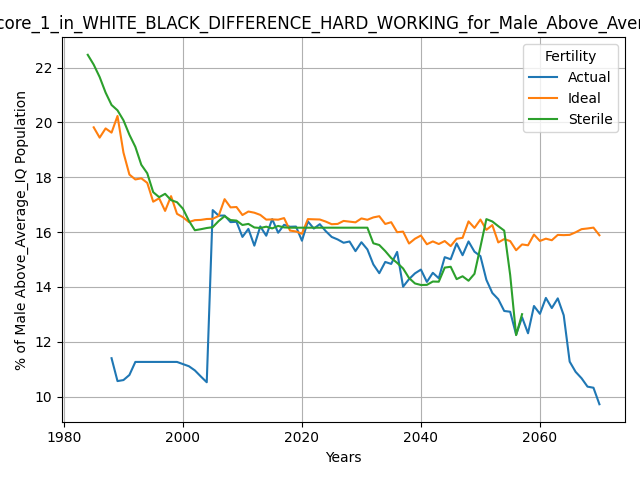 core_1_in_WHITE_BLACK_DIFFERENCE_HARD_WORKING_for_Male_Above_Aver
Fertility
Actual
Ideal
Sterile
% of Male Above_Average_IQ Population
22
20
18
16
14
12
10
1980
2000
2020
2040
2060
Years